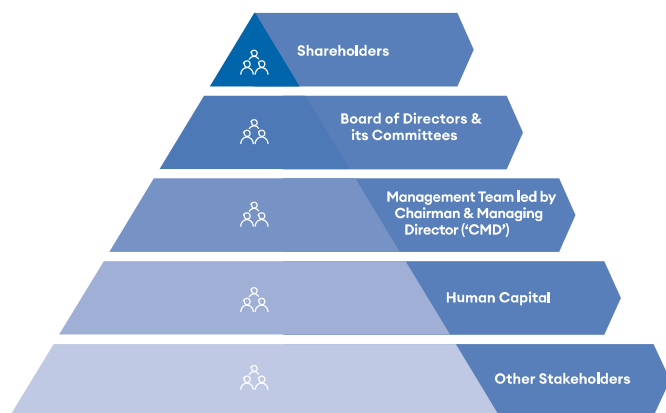 Shareholders
Board of Directors &
its Committees
Management Team led by
Chairman & Managing
Director (‘CMD’)
Human Capital
Other Stakeholders